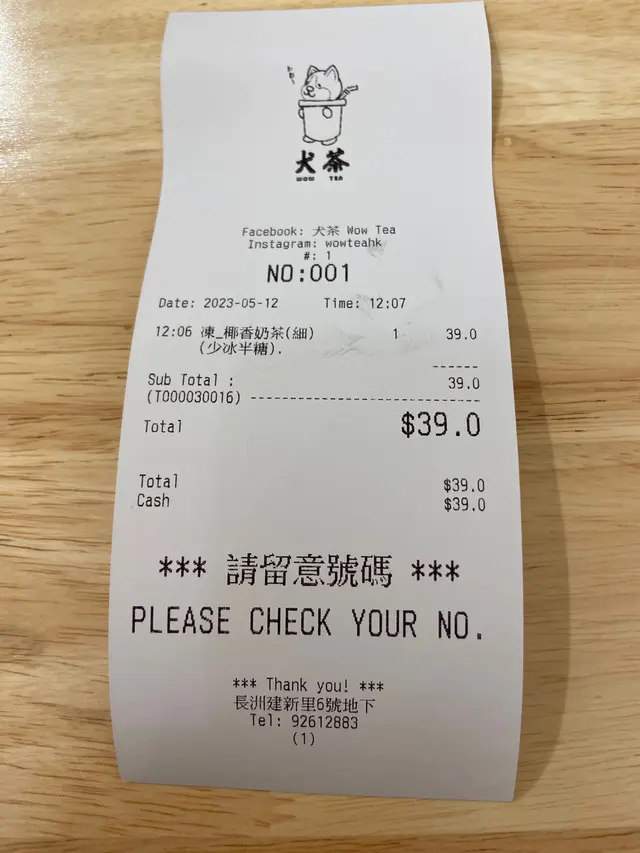 犬茶
WOW TEA
Facebook: 犬茶 Wow Tea
Instagram: wowteahk
#: 1
NO:001
Date: 2023-05-12 Time: 12:07
12:06 凍_椰香奶茶(細) 1 39.0
(少冰半糖).
------
Sub Total : 39.0
(T000030016) -----------------------------
Total $39.0
Total $39.0
Cash $39.0
*** 請留意號碼 ***
PLEASE CHECK YOUR NO.
*** Thank you! ***
長洲建新里6號地下
Tel: 92612883
(1)